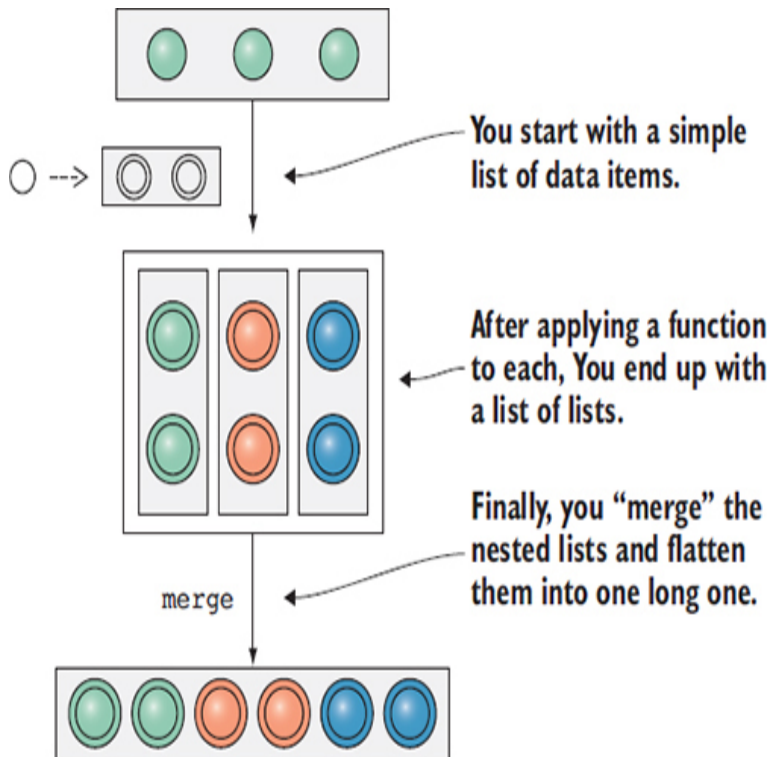 You start with a simple
list of data items.
After applying a function
to each, You end up with
a list of lists.
Finally, you “merge” the
nested lists and flatten
them into one long one.
merge